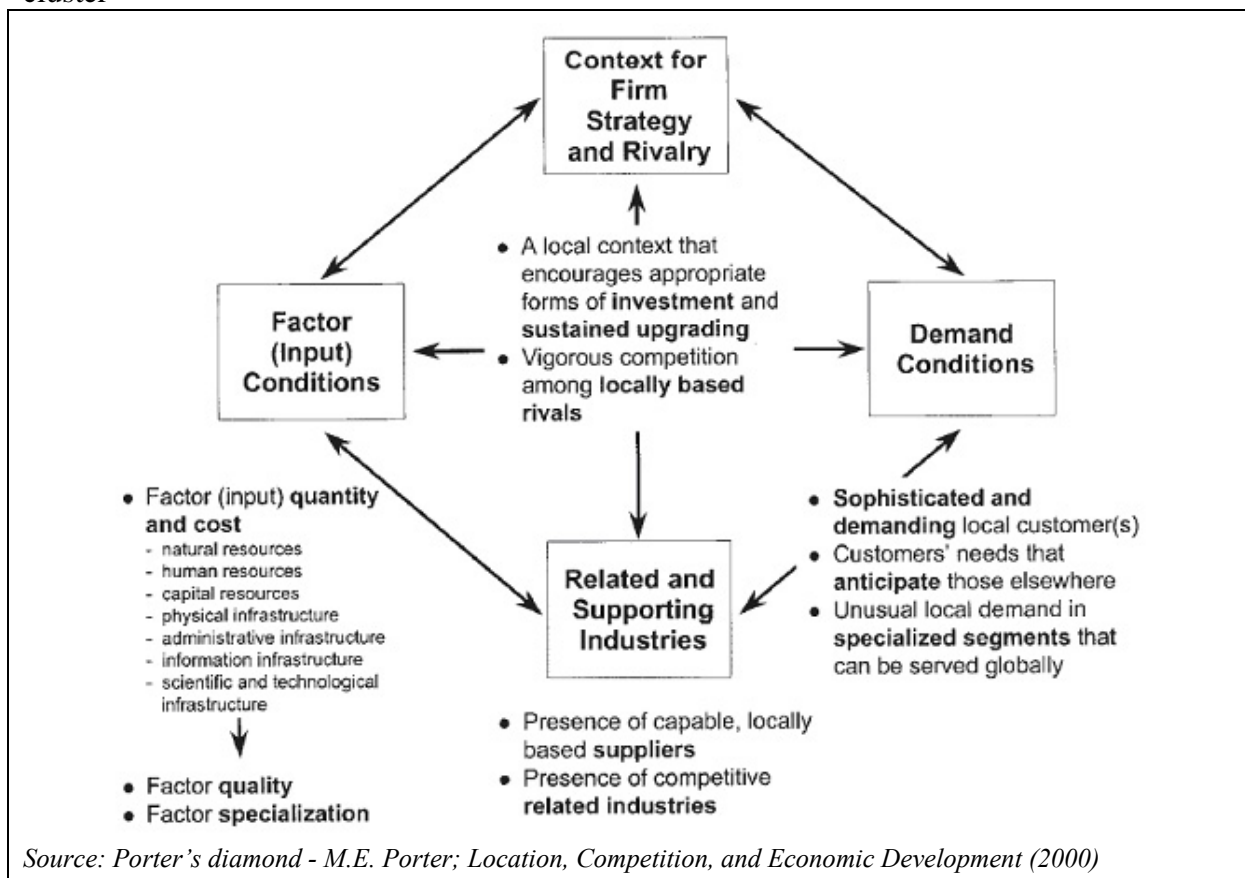 cluster
Context for
Firm
Strategy
and Rivalry
● A local context that
encourages appropriate
forms of investment and
sustained upgrading
● Vigorous competition
among locally based
rivals
Factor
(Input)
Conditions
Demand
Conditions
● Factor (input) quantity
and cost
- natural resources
- human resources
- capital resources
- physical infrastructure
- administrative infrastructure
- information infrastructure
- scientific and technological
infrastructure
● Factor quality
● Factor specialization
Related and
Supporting
Industries
● Presence of capable, locally
based suppliers
● Presence of competitive
related industries
● Sophisticated and
demanding local customer(s)
● Customers' needs that
anticipate those elsewhere
● Unusual local demand in
specialized segments that
can be served globally
Source: Porter's diamond - M.E. Porter; Location, Competition, and Economic Development (2000)